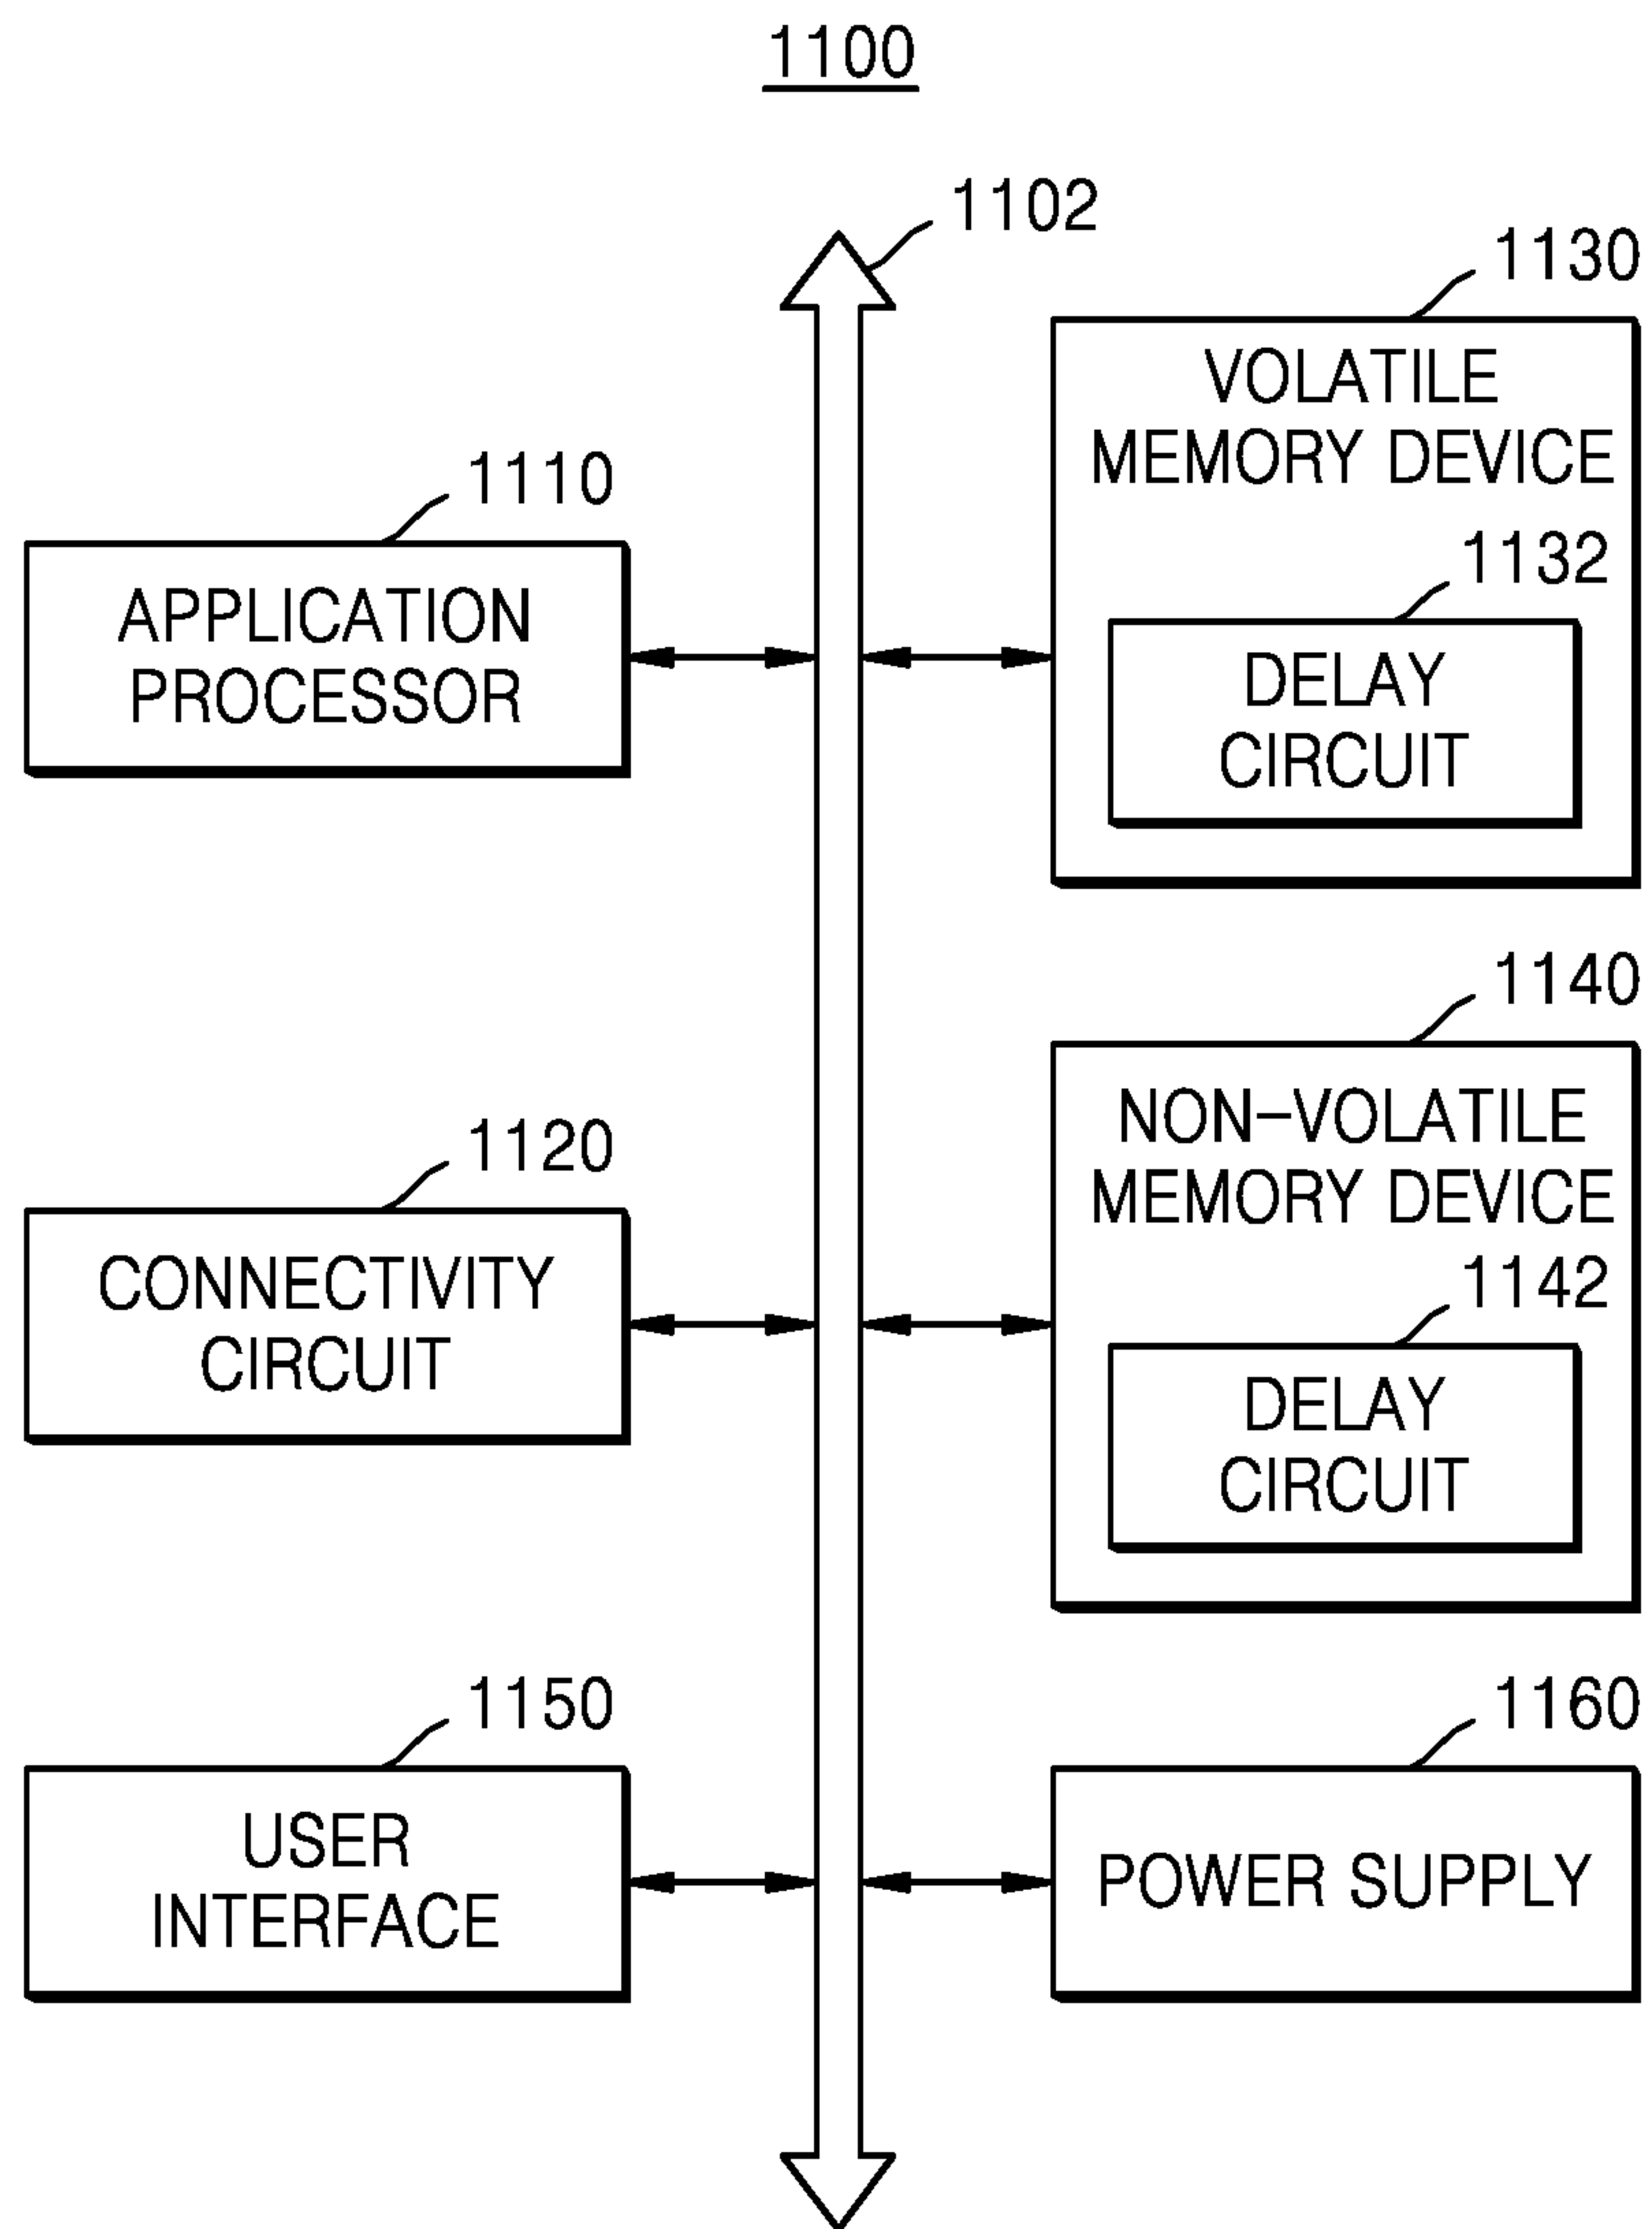 1100
1102
1130
VOLATILE
MEMORY DEVICE
1132
DELAY
CIRCUIT
1110
APPLICATION
PROCESSOR
1140
NON-VOLATILE
MEMORY DEVICE
1142
DELAY
CIRCUIT
1120
CONNECTIVITY
CIRCUIT
1150
USER
INTERFACE
1160
POWER SUPPLY